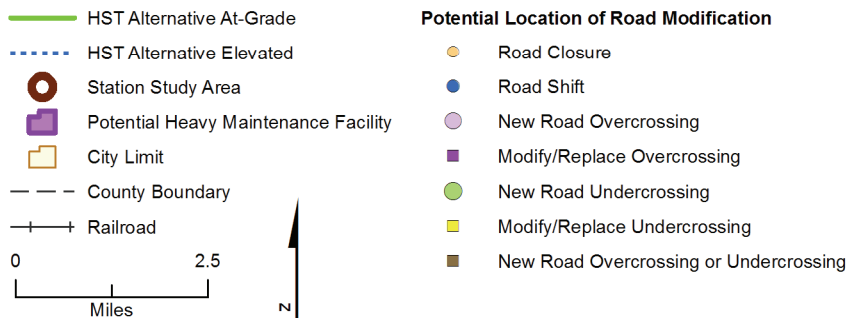 HST Alternative At-Grade
HST Alternative Elevated
Station Study Area
Potential Heavy Maintenance Facility
City Limit
County Boundary
Railroad
0 2.5
Miles
N
Potential Location of Road Modification
Road Closure
Road Shift
New Road Overcrossing
Modify/Replace Overcrossing
New Road Undercrossing
Modify/Replace Undercrossing
New Road Overcrossing or Undercrossing